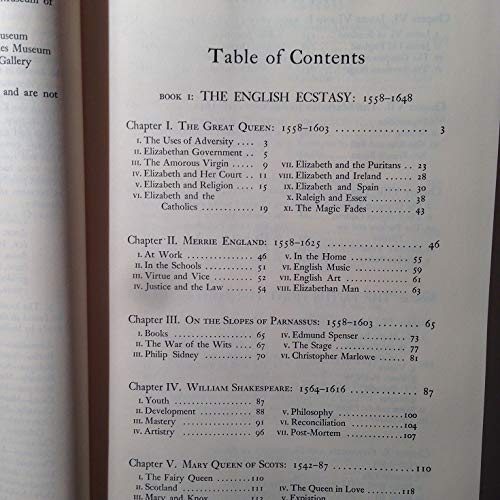 Museum of
useum
es Museum
Gallery
and are not
Table of Contents
BOOK I: THE ENGLISH ECSTASY: 1558–1648
Chapter I. THE GREAT QUEEN: 1558–1603 ................ 3
I. The Uses of Adversity .... 3
II. Elizabethan Government .. 5
III. The Amorous Virgin ...... 9
IV. Elizabeth and Her Court .. 11
V. Elizabeth and Religion .... 15
VI. Elizabeth and the
Catholics ............ 19
VII. Elizabeth and the Puritans .. 23
VIII. Elizabeth and Ireland ...... 28
IX. Elizabeth and Spain ...... 30
X. Raleigh and Essex ........ 38
XI. The Magic Fades ........ 43
Chapter II. MERRIE ENGLAND: 1558–1625 ................ 46
I. At Work ................ 46
II. In the Schools .......... 51
III. Virtue and Vice .......... 52
IV. Justice and the Law ...... 54
V. In the Home ............ 55
VI. English Music .......... 59
VII. English Art ............ 61
VIII. Elizabethan Man ........ 63
Chapter III. ON THE SLOPES OF PARNASSUS: 1558–1603 ........ 65
I. Books .................. 65
II. The War of the Wits ...... 67
III. Philip Sidney ............ 70
IV. Edmund Spenser ........ 73
V. The Stage .............. 77
VI. Christopher Marlowe .... 81
Chapter IV. WILLIAM SHAKESPEARE: 1564–1616 ............ 87
I. Youth .................. 87
II. Development ............ 88
III. Mastery ................ 91
IV. Artistry ................ 96
V. Philosophy .............. 100
VI. Reconciliation ............ 104
VII. Post-Mortem ............ 107
Chapter V. MARY QUEEN OF SCOTS: 1542–87 .............. 110
I. The Fairy Queen ........ 110
II. Scotland .............. 111
III. Mary and Knox
IV. The Queen in Love ...... 118
V. Expiation